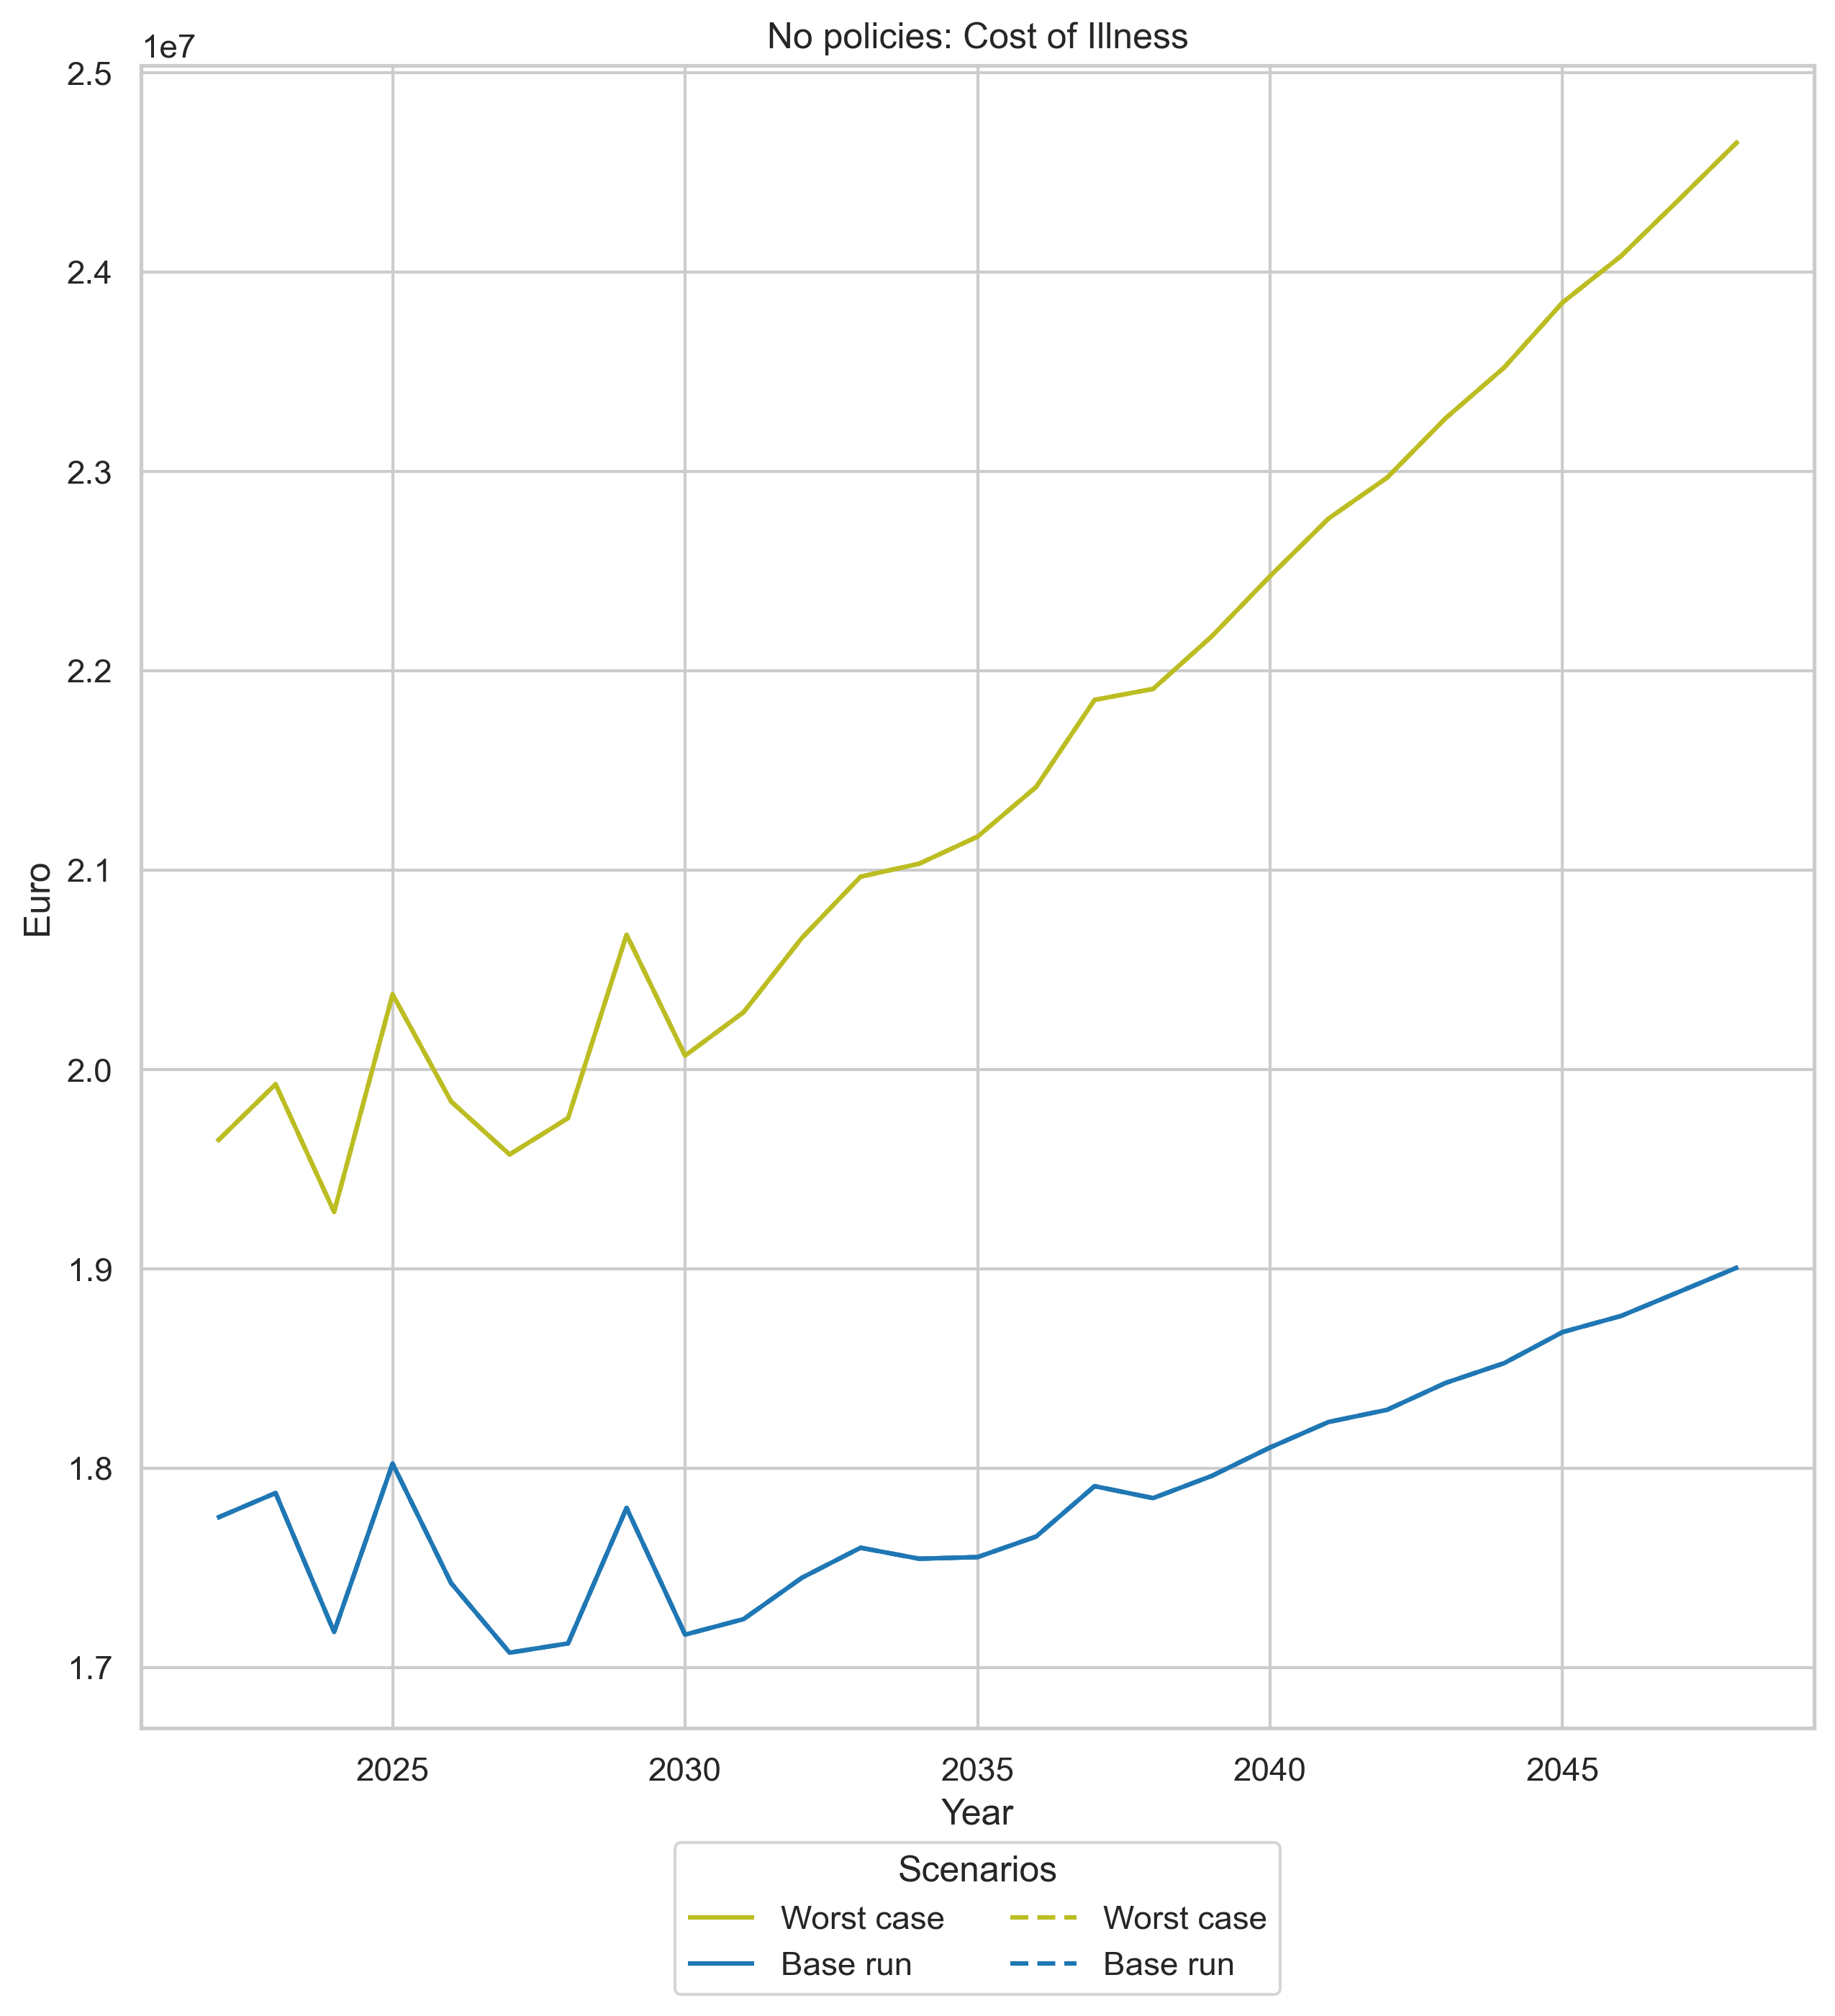 No policies: Cost of Illness
1e7
2.5
2.4
2.3
2.2
2.1
2.0
1.9
1.8
1.7
Euro
2025 2030 2035 2040 2045
Year
Scenarios
Worst case Worst case
Base run Base run